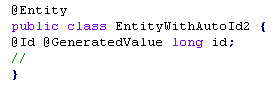 @Entity
public class EntityWithAutoId2 {
@Id @GeneratedValue long id;
//
}